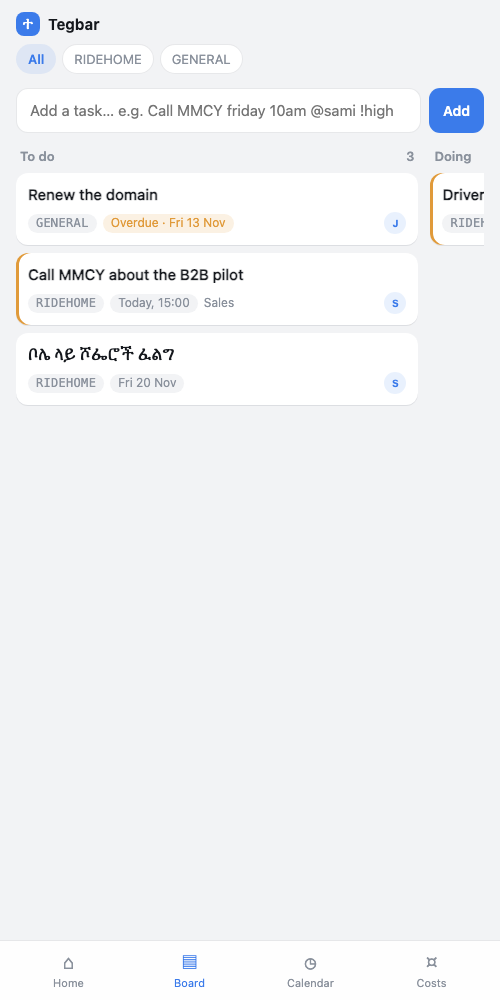 ተ Tegbar
All RIDEHOME GENERAL
Add a task... e.g. Call MMCY friday 10am @sami !high Add
To do 3
Renew the domain
GENERAL Overdue · Fri 13 Nov J
Call MMCY about the B2B pilot
RIDEHOME Today, 15:00 Sales S
ቦሌ ላይ ሾፌሮች ፈልግ
RIDEHOME Fri 20 Nov S
Doing
Driver
RIDEH
Home Board Calendar Costs